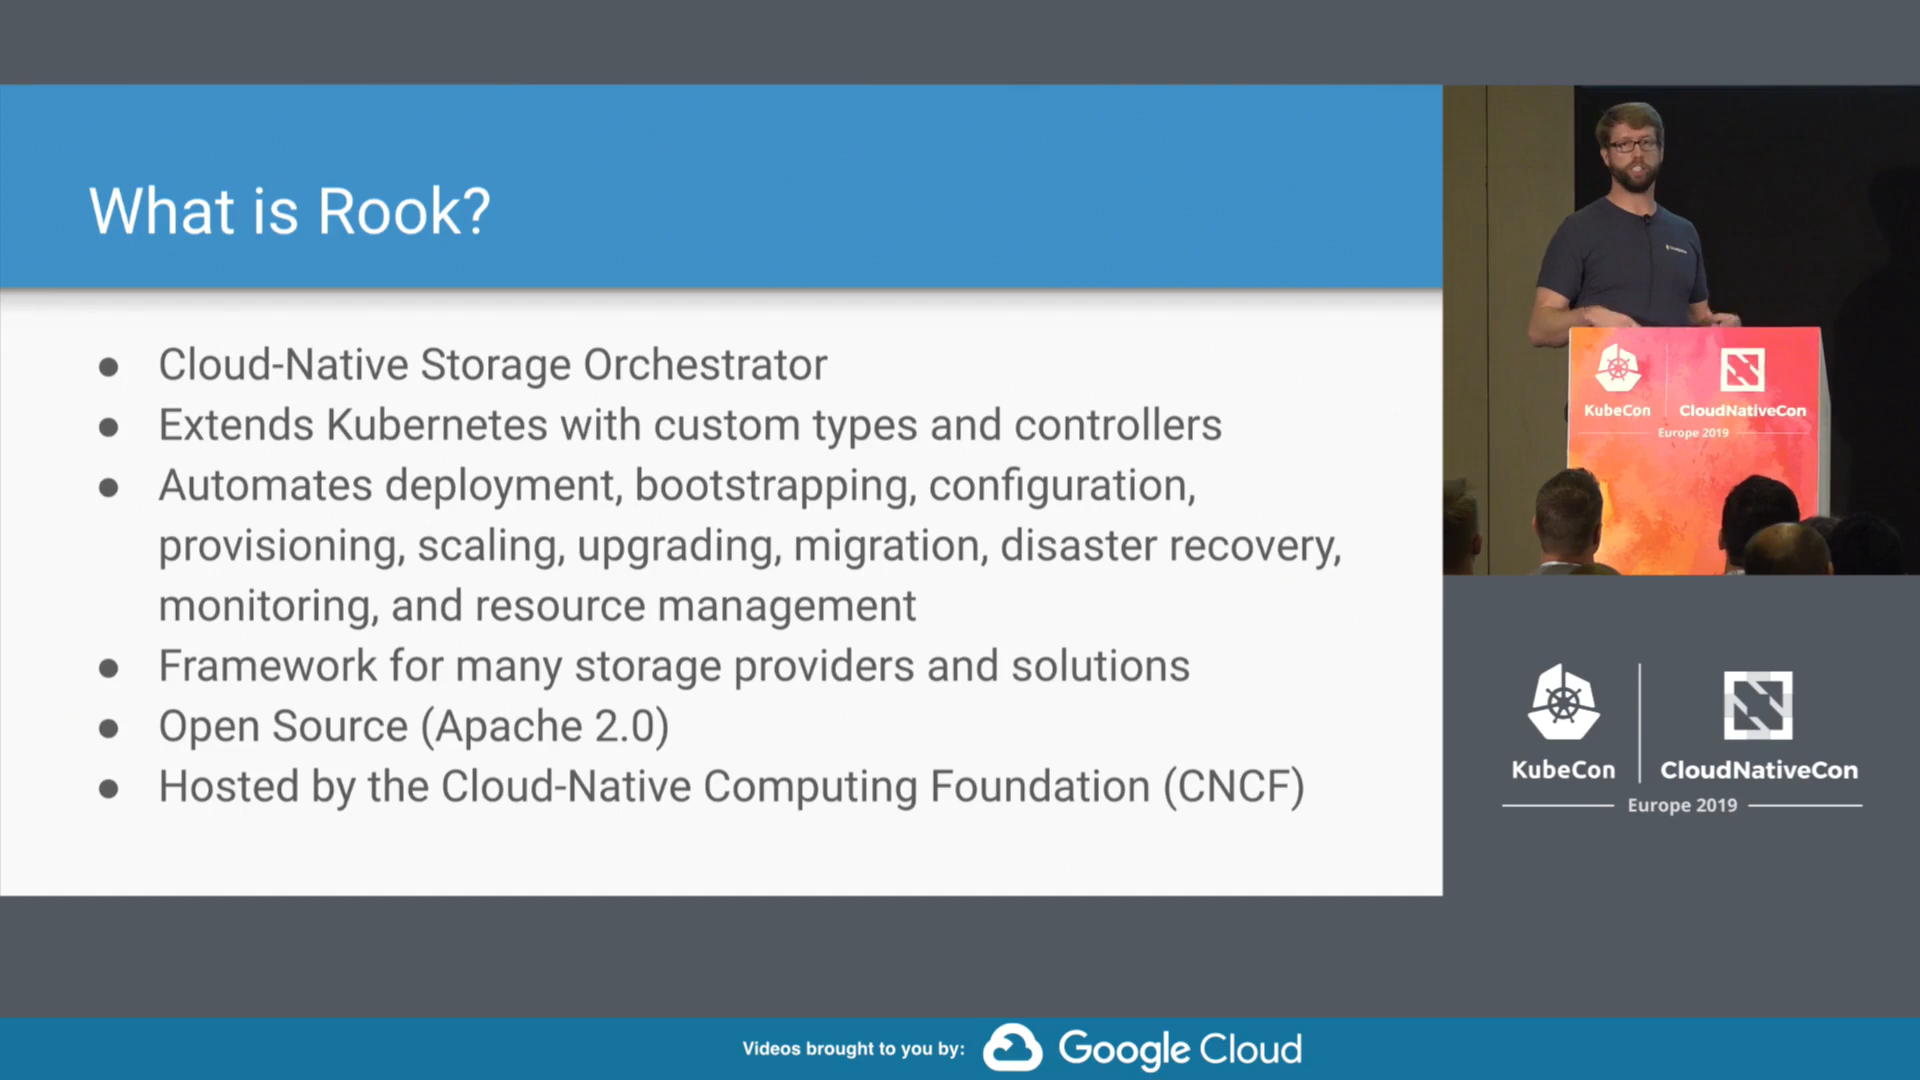 What is Rook?
● Cloud-Native Storage Orchestrator
● Extends Kubernetes with custom types and controllers
● Automates deployment, bootstrapping, configuration,
provisioning, scaling, upgrading, migration, disaster recovery,
monitoring, and resource management
● Framework for many storage providers and solutions
● Open Source (Apache 2.0)
● Hosted by the Cloud-Native Computing Foundation (CNCF)
KubeCon CloudNativeCon
Europe 2019
KubeCon CloudNativeCon
Europe 2019
Videos brought to you by: Google Cloud